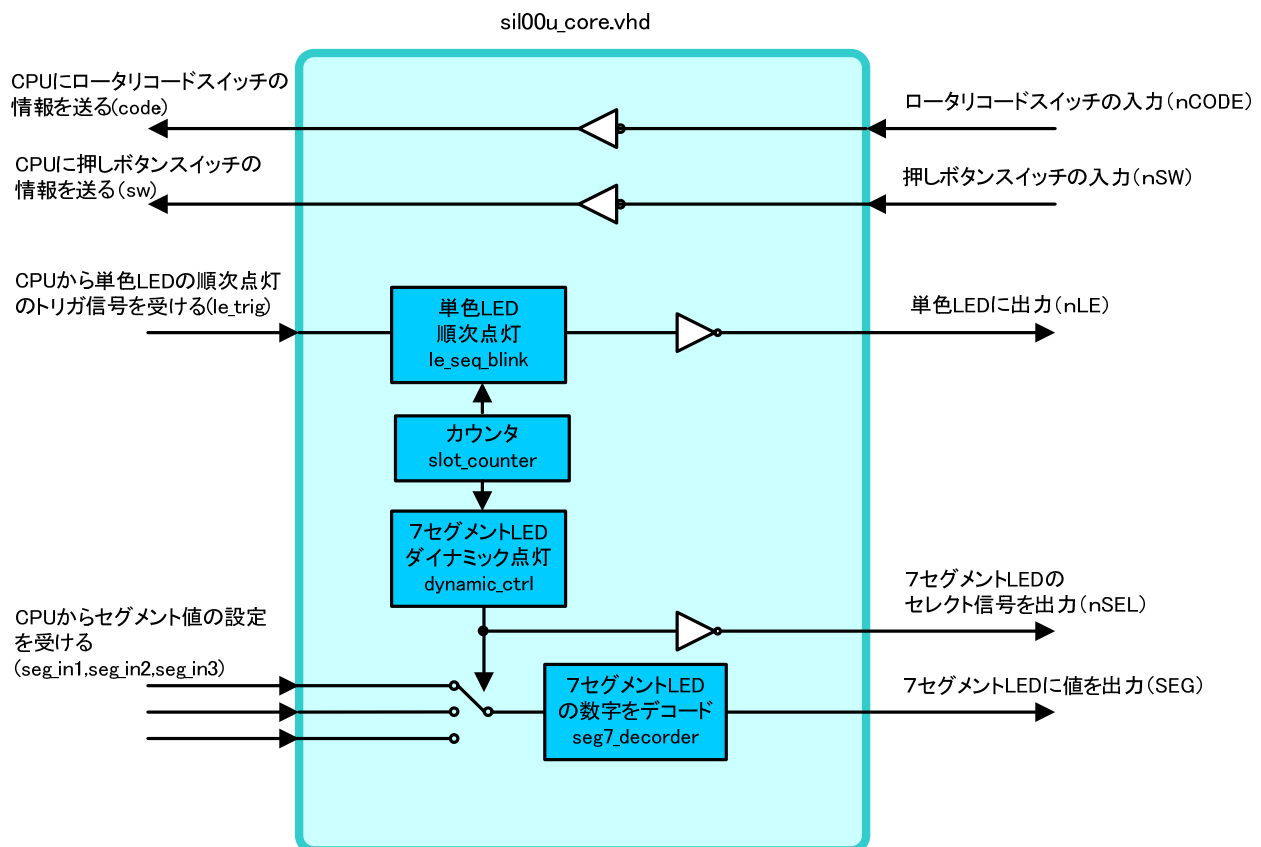 sil00u_core.vhd
CPUにロータリコードスイッチの
情報を送る(code)
ロータリコードスイッチの入力(nCODE)
CPUに押しボタンスイッチの
情報を送る(sw)
押しボタンスイッチの入力(nSW)
CPUから単色LEDの順次点灯
のトリガ信号を受ける(le_trig)
単色LED
順次点灯
le_seq_blink
単色LEDに出力(nLE)
カウンタ
slot_counter
7セグメントLED
ダイナミック点灯
dynamic_ctrl
7セグメントLEDの
セレクト信号を出力(nSEL)
CPUからセグメント値の設定
を受ける
(seg_in1,seg_in2,seg_in3)
7セグメントLED
の数字をデコード
seg7_decorder
7セグメントLEDに値を出力(SEG)